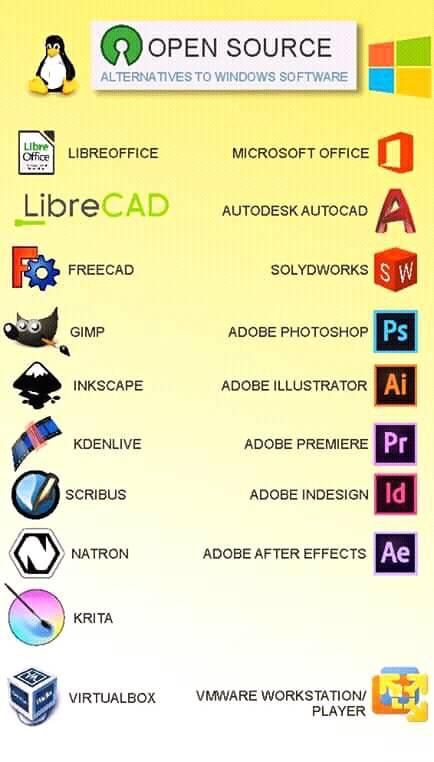 OPEN SOURCE
ALTERNATIVES TO WINDOWS SOFTWARE
Libre
Office
LIBREOFFICE
MICROSOFT OFFICE
LibreCAD
AUTODESK AUTOCAD
FREECAD
SOLYDWORKS
S W
GIMP
ADOBE PHOTOSHOP
Ps
INKSCAPE
ADOBE ILLUSTRATOR
Ai
KDENLIVE
ADOBE PREMIERE
Pr
SCRIBUS
ADOBE INDESIGN
Id
N
NATRON
ADOBE AFTER EFFECTS
Ae
KRITA
VIRTUALBOX
VMWARE WORKSTATION/
PLAYER